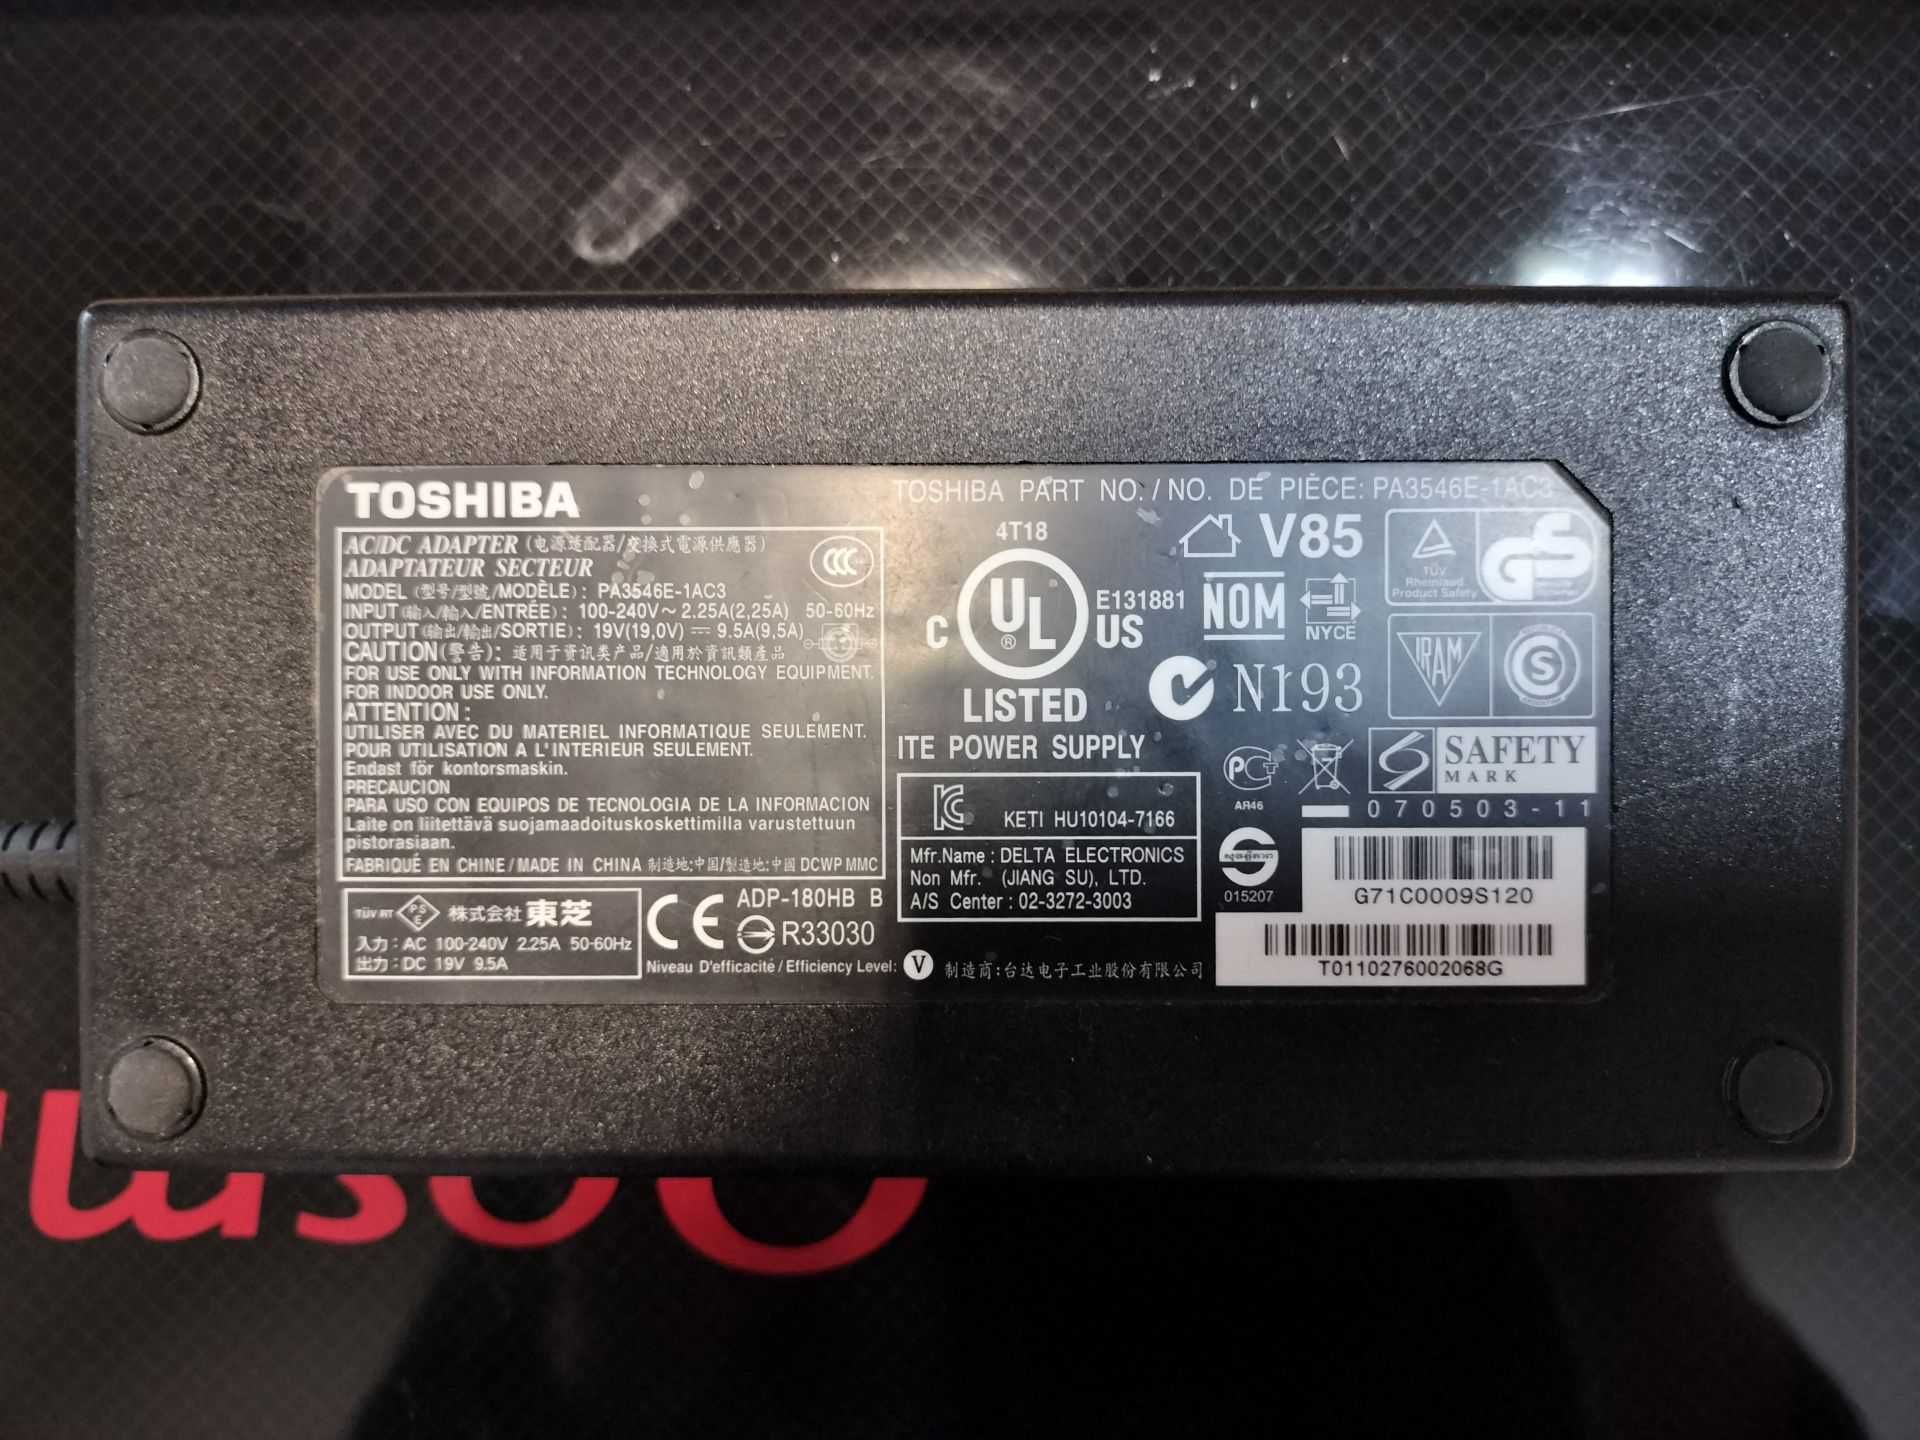 TOSHIBA
AC/DC ADAPTER (电源适配器/交換式電源供應器)
ADAPTATEUR SECTEUR
MODEL (型号/型號/MODÈLE): PA3546E-1AC3
INPUT (输入/輸入/ENTRÉE): 100-240V～2.25A(2,25A) 50-60Hz
OUTPUT (输出/輸出/SORTIE): 19V(19,0V) ⎓ 9.5A(9,5A)
CAUTION (警告): 适用于资讯类产品/適用於資訊類產品
FOR USE ONLY WITH INFORMATION TECHNOLOGY EQUIPMENT.
FOR INDOOR USE ONLY.
ATTENTION:
UTILISER AVEC DU MATERIEL INFORMATIQUE SEULEMENT.
POUR UTILISATION A L'INTERIEUR SEULEMENT.
Endast för kontorsmaskin.
PRECAUCION
PARA USO CON EQUIPOS DE TECNOLOGIA DE LA INFORMACION
Laite on liitettävä suojamaadoituskoskettimilla varustettuun
pistorasiaan.
FABRIQUÉ EN CHINE/MADE IN CHINA 制造地:中国/製造地:中國 DCWP MMC
TÜV RT PSE 株式会社 東芝
入力: AC 100-240V 2.25A 50-60Hz
出力: DC 19V 9.5A
CE ADP-180HB B
R33030
Niveau D'efficacité / Efficiency Level: V 制造商:台达电子工业股份有限公司
TOSHIBA PART NO. / NO. DE PIÈCE: PA3546E-1AC3
4T18
C UL ® US
E131881
LISTED
ITE POWER SUPPLY
KETI HU10104-7166
Mfr.Name : DELTA ELECTRONICS
Non Mfr. (JIANG SU), LTD.
A/S Center : 02-3272-3003
V85
NOM
NYCE
N193
TÜV
Rheinland
Product Safety
GS
IRAM
S
PCT
AR46
SAFETY
MARK
070503-11
015207
G71C0009S120
T0110276002068G